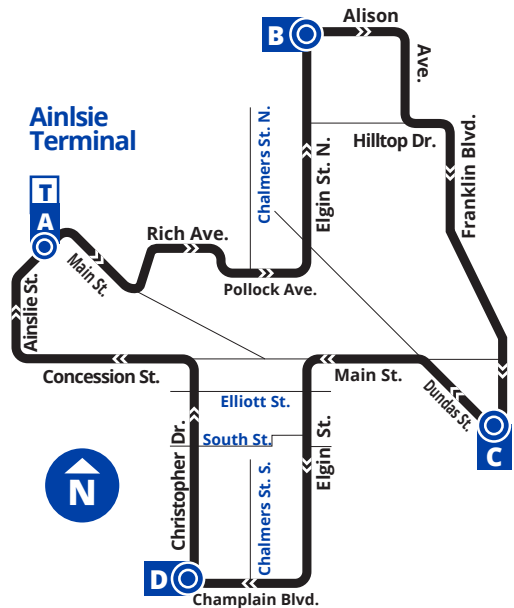 B
Alison
Ave.
Ainlsie
Terminal
Chalmers St. N.
Elgin St. N.
Hilltop Dr.
Franklin Blvd.
T
A
Rich Ave.
Main St.
Pollock Ave.
Ainslie St.
Concession St.
Main St.
Elliott St.
Dundas St.
South St.
Elgin St.
C
Christopher Dr.
Chalmers St. S.
N
D
Champlain Blvd.